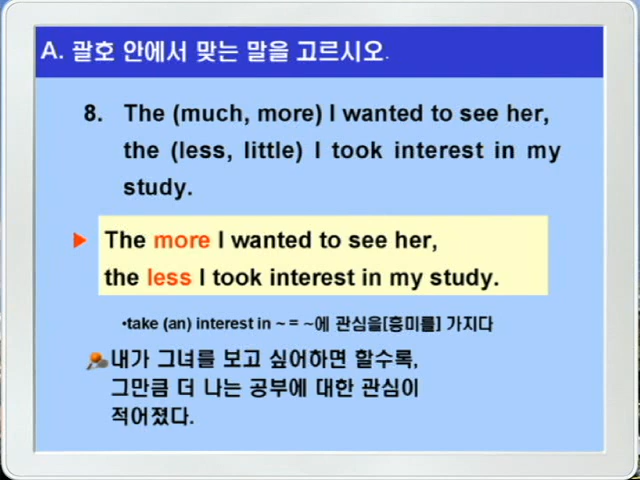 A. 괄호 안에서 맞는 말을 고르시오.
8. The (much, more) I wanted to see her,
the (less, little) I took interest in my
study.
The more I wanted to see her,
the less I took interest in my study.
•take (an) interest in ~ = ~에 관심을[흥미를] 가지다
내가 그녀를 보고 싶어하면 할수록,
그만큼 더 나는 공부에 대한 관심이
적어졌다.